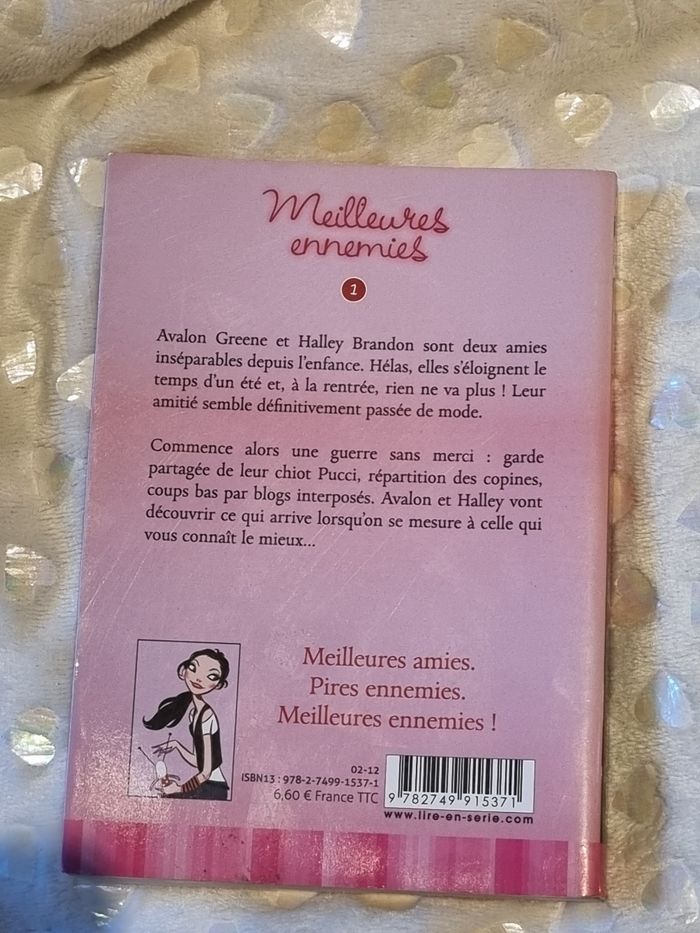 Meilleures
ennemies
1
Avalon Greene et Halley Brandon sont deux amies
inséparables depuis l'enfance. Hélas, elles s'éloignent le
temps d'un été et, à la rentrée, rien ne va plus ! Leur
amitié semble définitivement passée de mode.
Commence alors une guerre sans merci : garde
partagée de leur chiot Pucci, répartition des copines,
coups bas par blogs interposés. Avalon et Halley vont
découvrir ce qui arrive lorsqu'on se mesure à celle qui
vous connaît le mieux...
Meilleures amies.
Pires ennemies.
Meilleures ennemies !
02-12
ISBN13 : 978-2-7499-1537-1
6,60 € France TTC
9 782749 915371
www.lire-en-serie.com